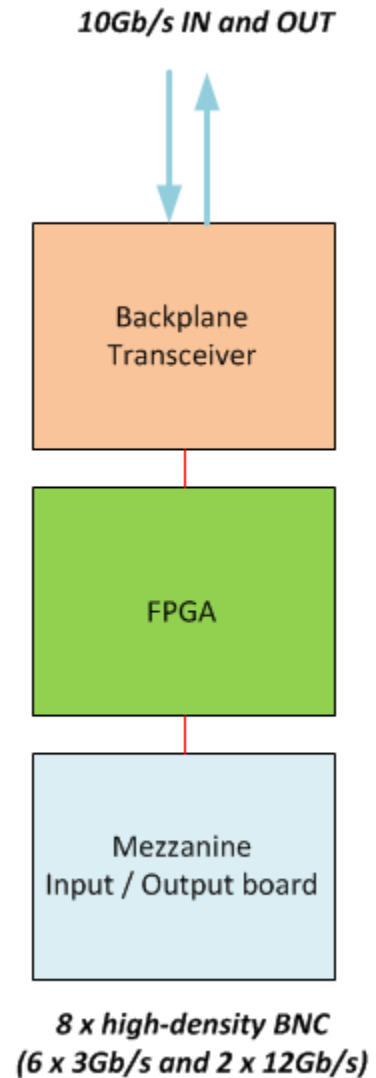 10Gb/s IN and OUT
Backplane
Transceiver
FPGA
Mezzanine
Input / Output board
8 x high-density BNC
(6 x 3Gb/s and 2 x 12Gb/s)